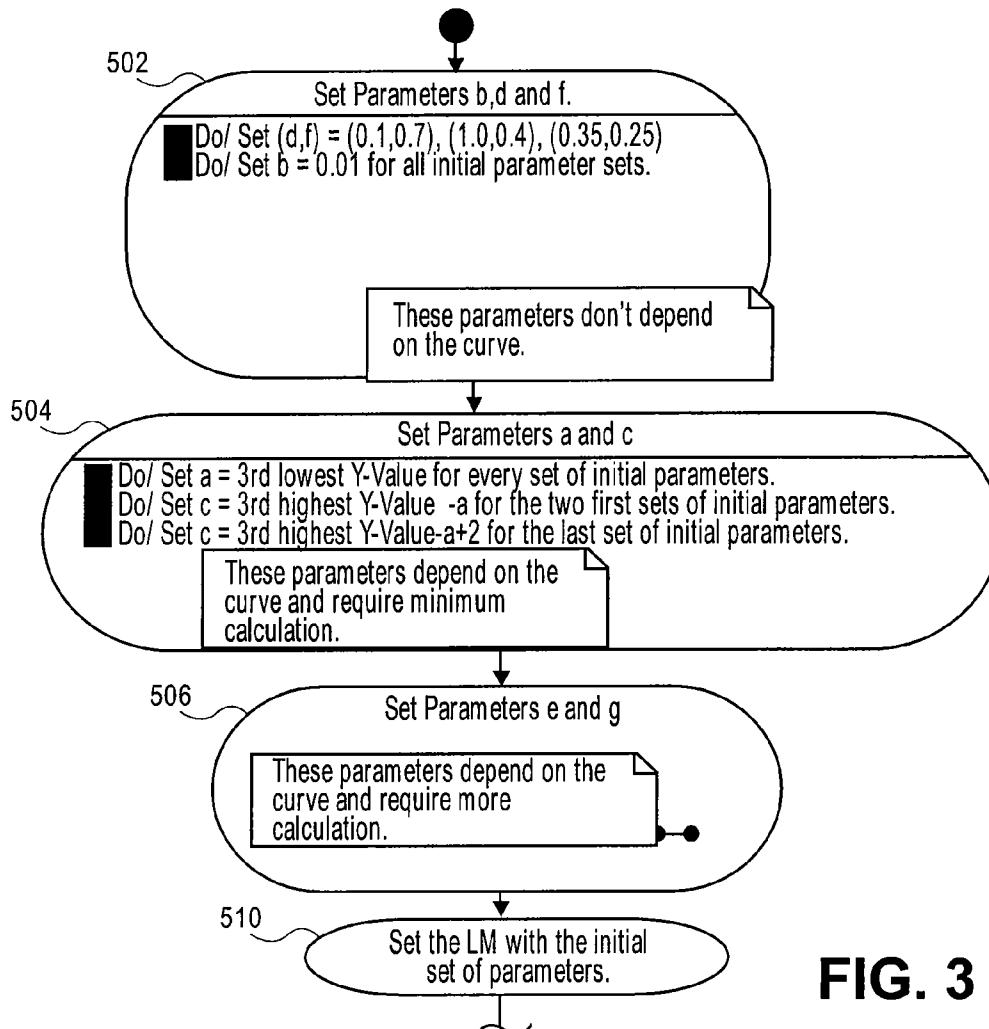 502
Set Parameters b,d and f.
Do/ Set (d,f) = (0.1,0.7), (1.0,0.4), (0.35,0.25)
Do/ Set b = 0.01 for all initial parameter sets.
These parameters don't depend
on the curve.
504
Set Parameters a and c
Do/ Set a = 3rd lowest Y-Value for every set of initial parameters.
Do/ Set c = 3rd highest Y-Value -a for the two first sets of initial parameters.
Do/ Set c = 3rd highest Y-Value-a+2 for the last set of initial parameters.
These parameters depend on the
curve and require minimum
calculation.
506
Set Parameters e and g
These parameters depend on the
curve and require more
calculation.
510
Set the LM with the initial
set of parameters.
FIG. 3